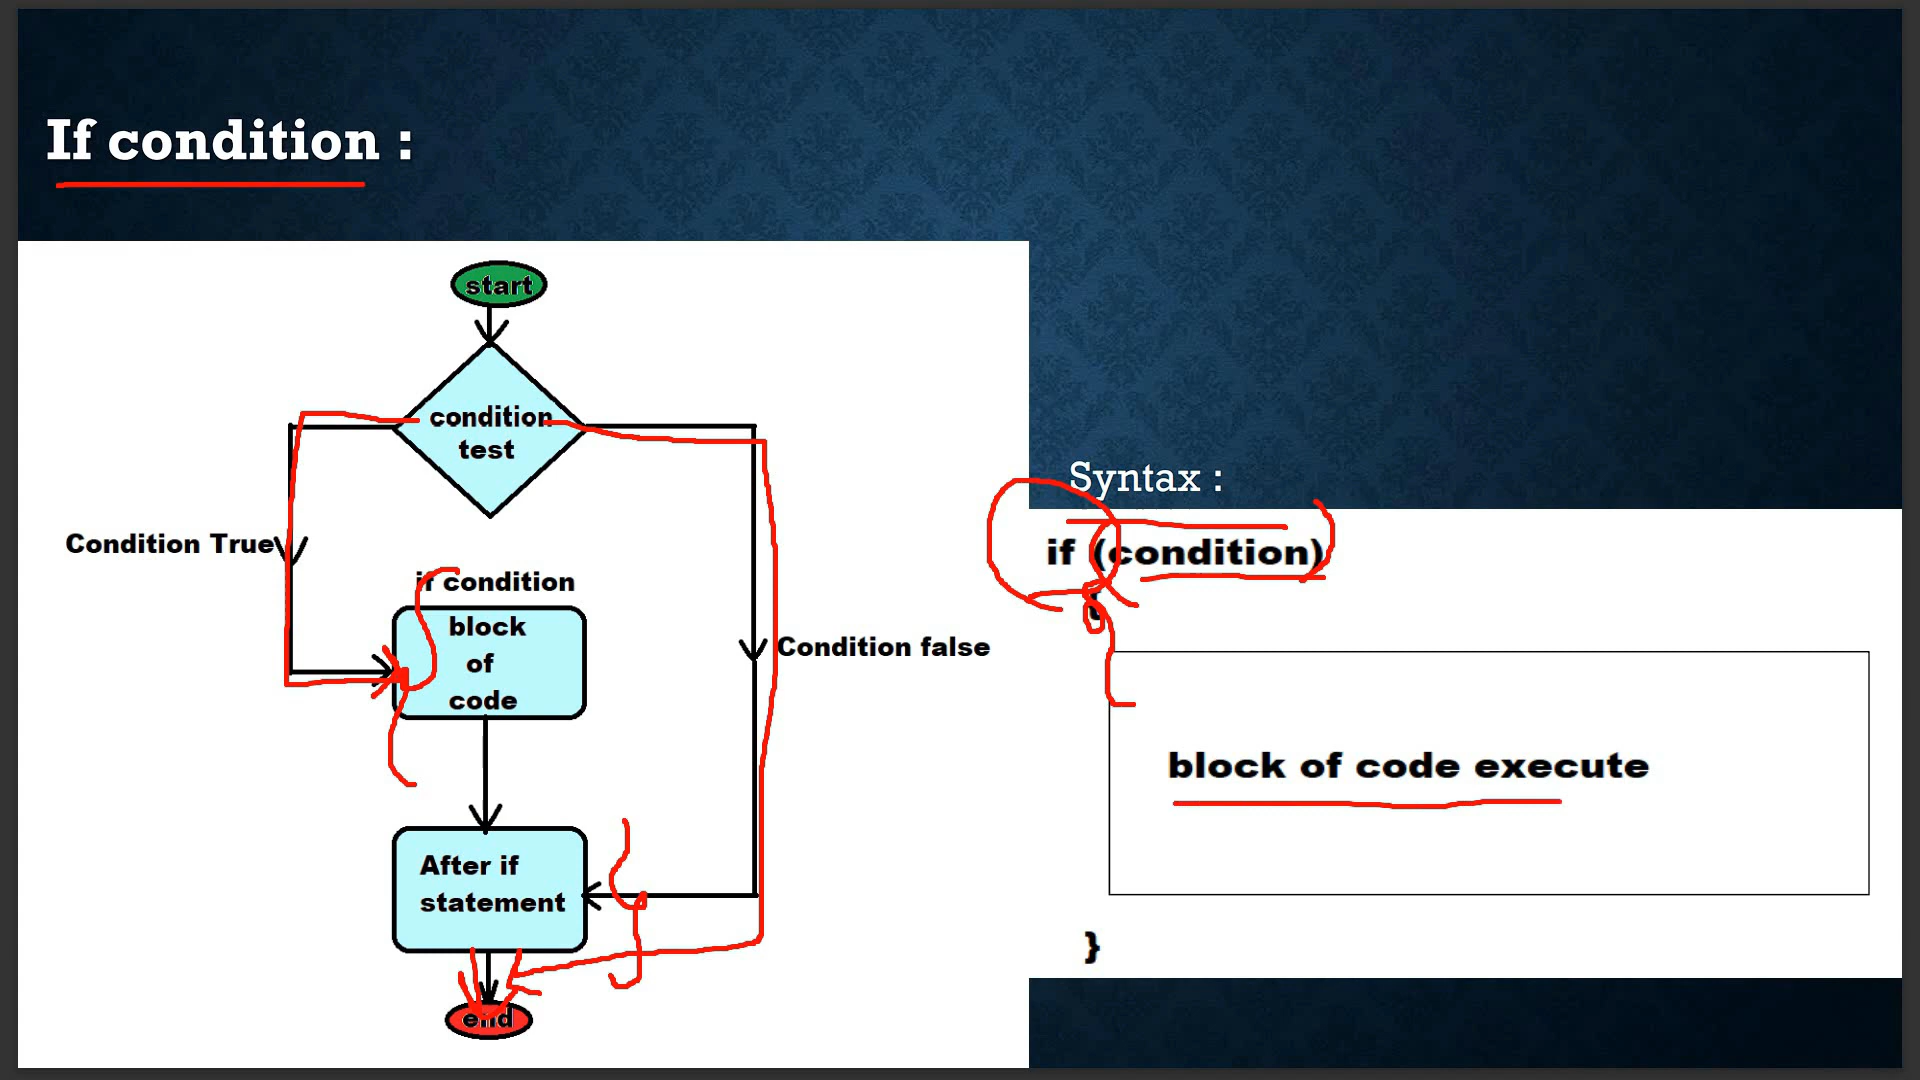 If condition :
start
condition
test
Condition True
if condition
block
of
code
Condition false
After if
statement
end
Syntax :
if (condition)
{
block of code execute
}